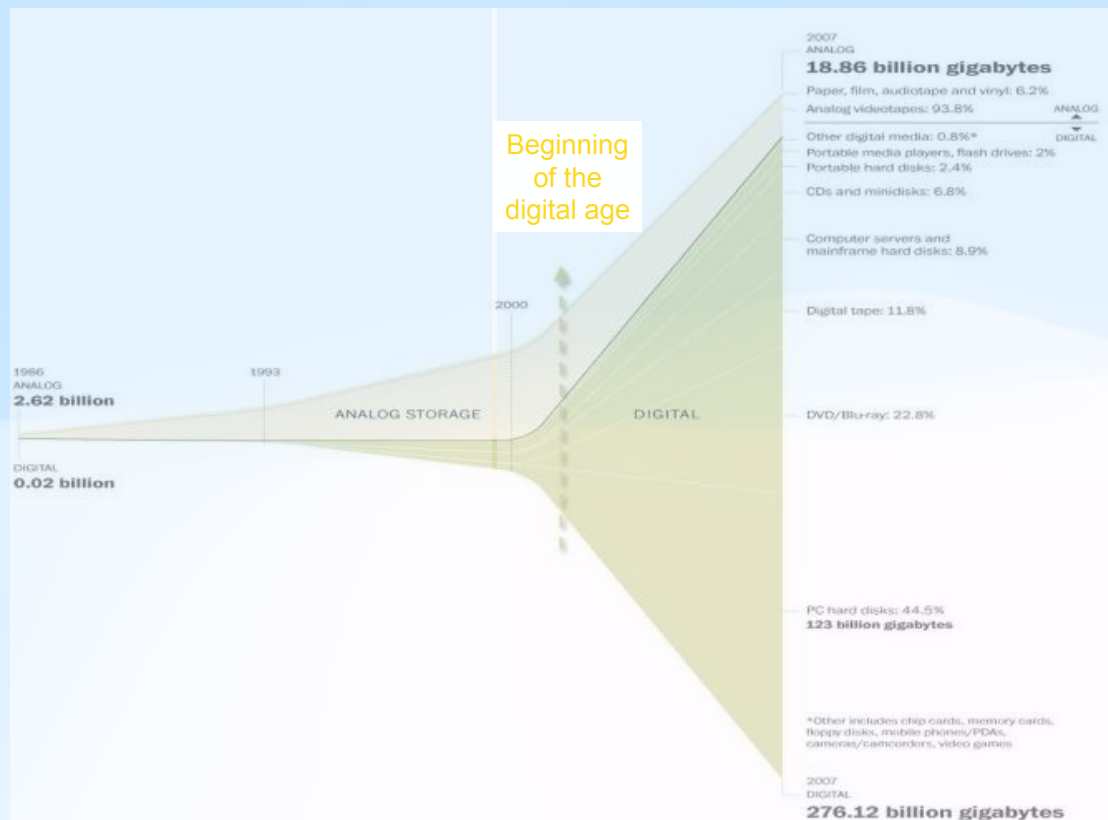 2007
ANALOG
18.86 billion gigabytes
Paper, film, audiotape and vinyl: 6.2%
Analog videotapes: 93.8%
ANALOG
DIGITAL
Other digital media: 0.8%*
Portable media players, flash drives: 2%
Portable hard disks: 2.4%
CDs and minidisks: 6.8%
Computer servers and
mainframe hard disks: 8.9%
Digital tape: 11.8%
DVD/Blu-ray: 22.8%
PC hard disks: 44.5%
123 billion gigabytes
*Other includes chip cards, memory cards,
floppy disks, mobile phones/PDAs,
cameras/camcorders, video games
2007
DIGITAL
276.12 billion gigabytes
Beginning
of the
digital age
2000
1993
1986
ANALOG
2.62 billion
DIGITAL
0.02 billion
ANALOG STORAGE
DIGITAL